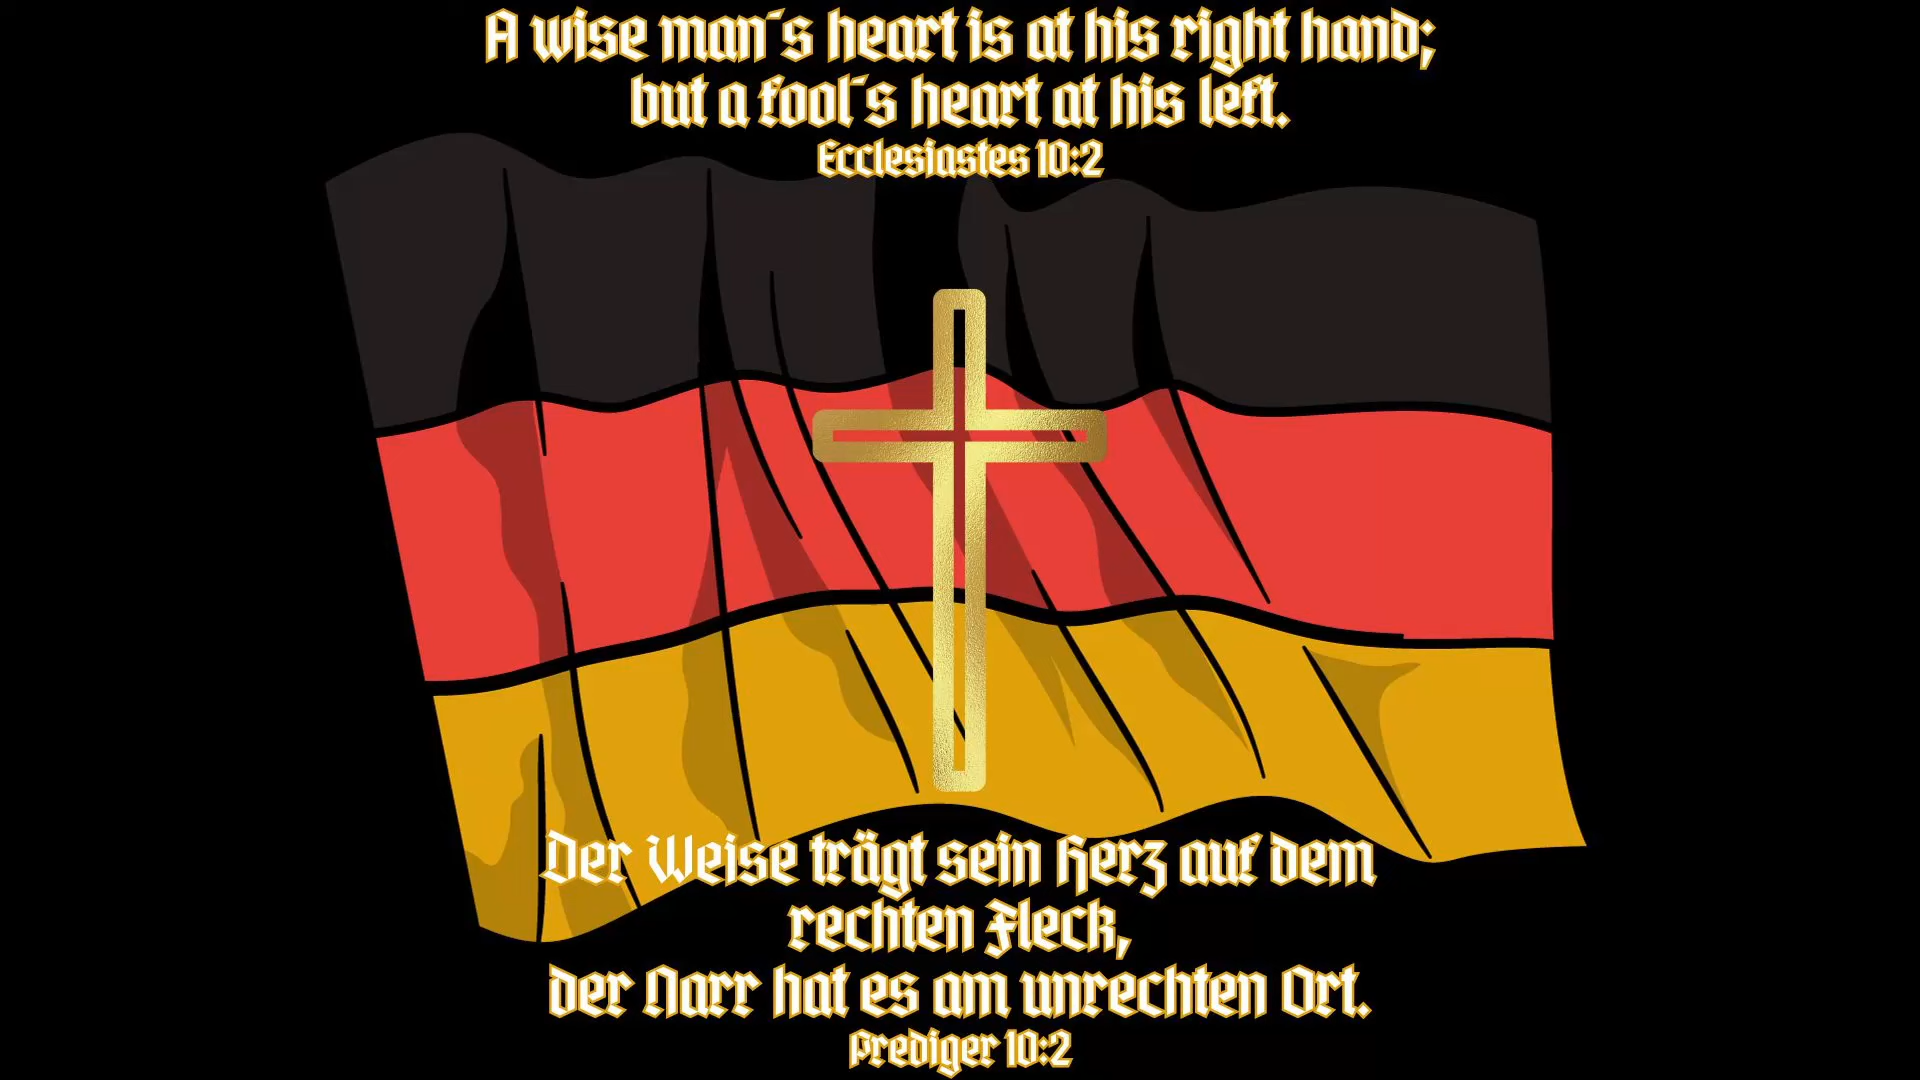 A wise man´s heart is at his right hand;
but a fool´s heart at his left.
Ecclesiastes 10:2
Der Weise trägt sein Herz auf dem
rechten Fleck,
der Narr hat es am unrechten Ort.
Prediger 10:2